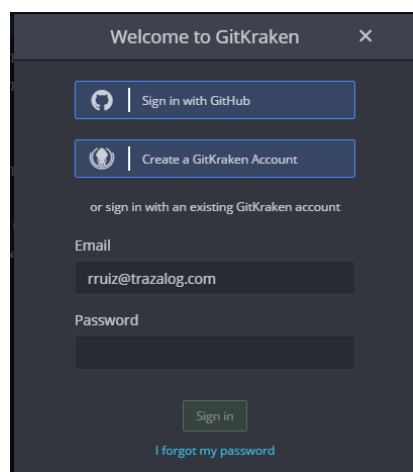 Welcome to GitKraken
Sign in with GitHub
Create a GitKraken Account
or sign in with an existing GitKraken account
Email
rruiz@trazalog.com
Password
Sign in
I forgot my password